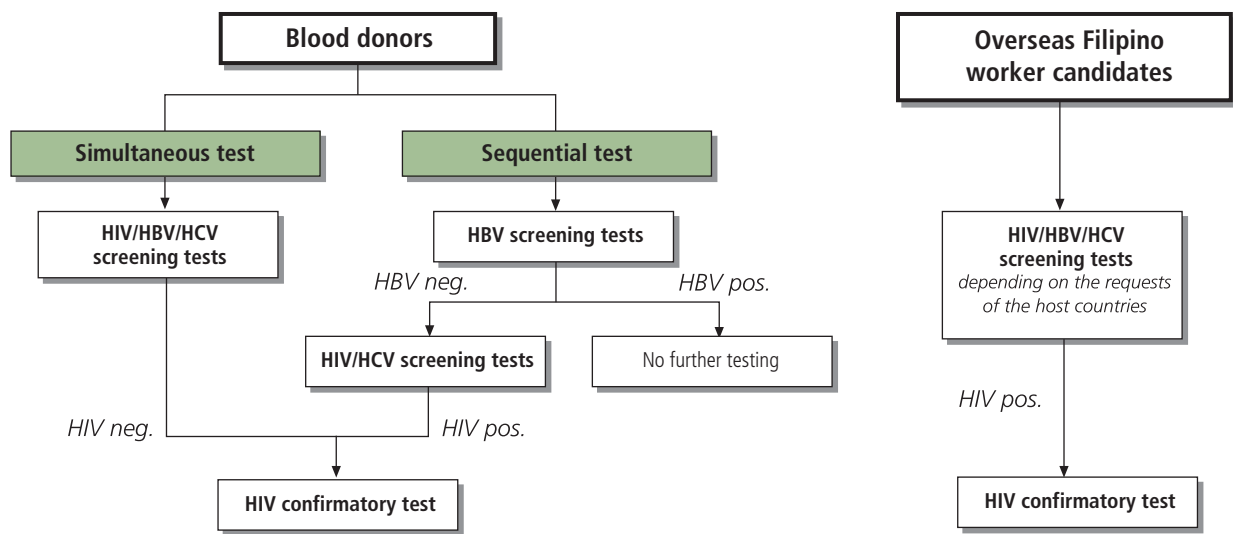 Blood donors
Simultaneous test
Sequential test
HIV/HBV/HCV
screening tests
HBV screening tests
HBV neg.
HBV pos.
HIV/HCV screening tests
No further testing
HIV neg.
HIV pos.
HIV confirmatory test
Overseas Filipino
worker candidates
HIV/HBV/HCV
screening tests
depending on the requests
of the host countries
HIV pos.
HIV confirmatory test